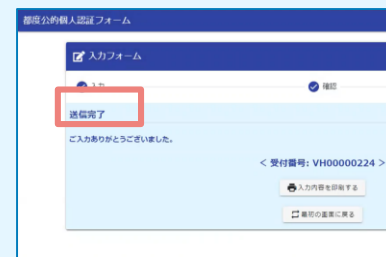 都度公的個人認証フォーム
入力フォーム
入力 確認
送信完了
ご入力ありがとうございました。
< 受付番号: VH00000224 >
入力内容を印刷する
最初の画面に戻る